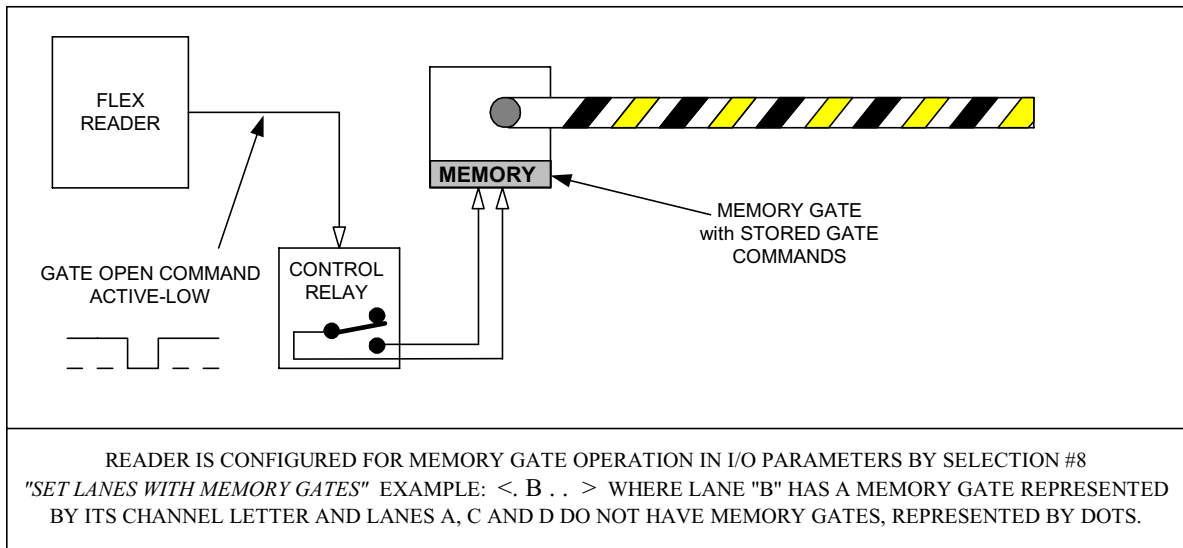 FLEX
READER
MEMORY
MEMORY GATE
with STORED GATE
COMMANDS
GATE OPEN COMMAND
ACTIVE-LOW
CONTROL
RELAY
READER IS CONFIGURED FOR MEMORY GATE OPERATION IN I/O PARAMETERS BY SELECTION #8
"SET LANES WITH MEMORY GATES" EXAMPLE: <. B . . > WHERE LANE "B" HAS A MEMORY GATE REPRESENTED
BY ITS CHANNEL LETTER AND LANES A, C AND D DO NOT HAVE MEMORY GATES, REPRESENTED BY DOTS.